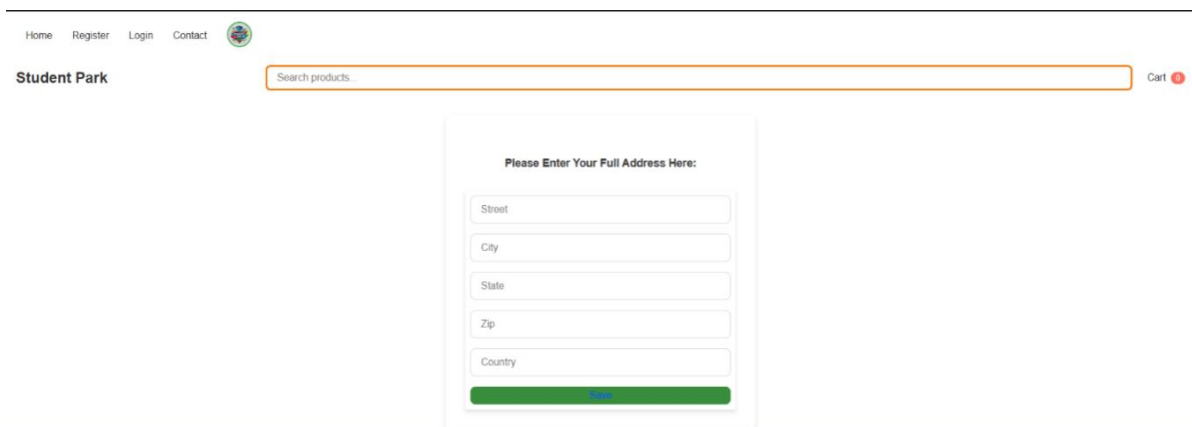 Home Register Login Contact
Student Park
Search products...
Cart 0
Please Enter Your Full Address Here:
Street
City
State
Zip
Country
Save